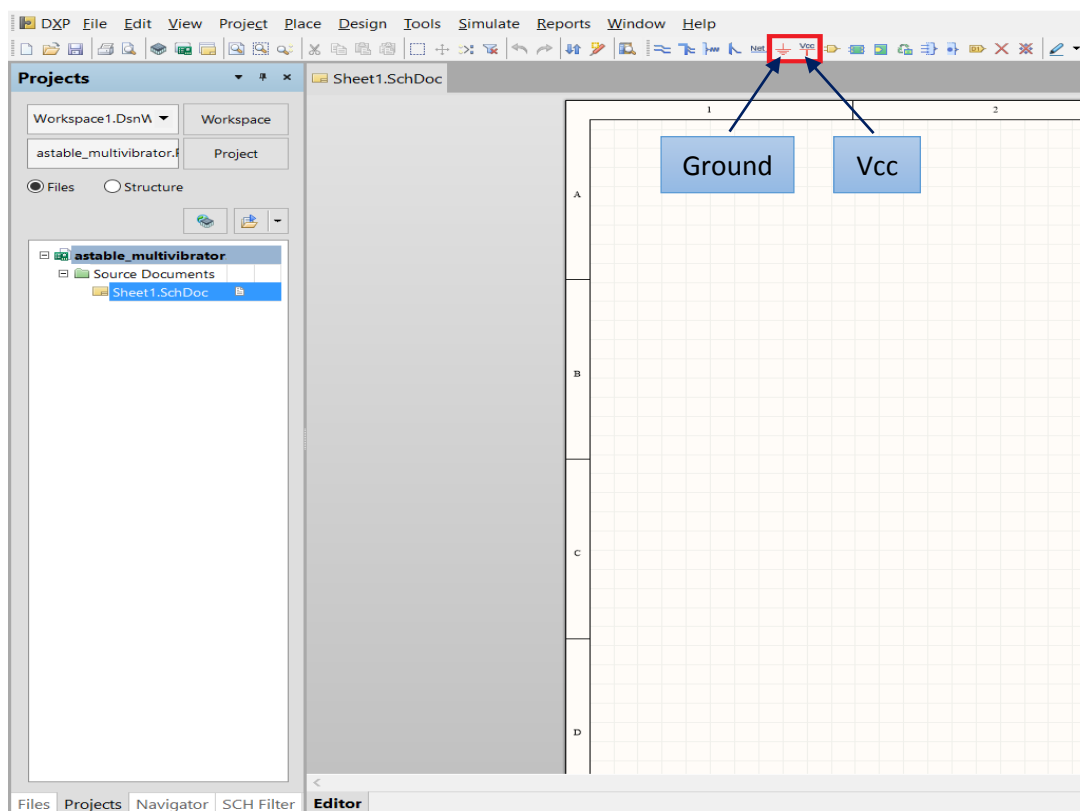 DXP File Edit View Project Place Design Tools Simulate Reports Window Help
Net Vcc
Projects
Sheet1.SchDoc
Workspace1.DsnW Workspace
astable_multivibrator.P Project
Files Structure
astable_multivibrator
Source Documents
Sheet1.SchDoc
1 2
Ground Vcc
A
B
C
D
Files Projects Navigator SCH Filter Editor